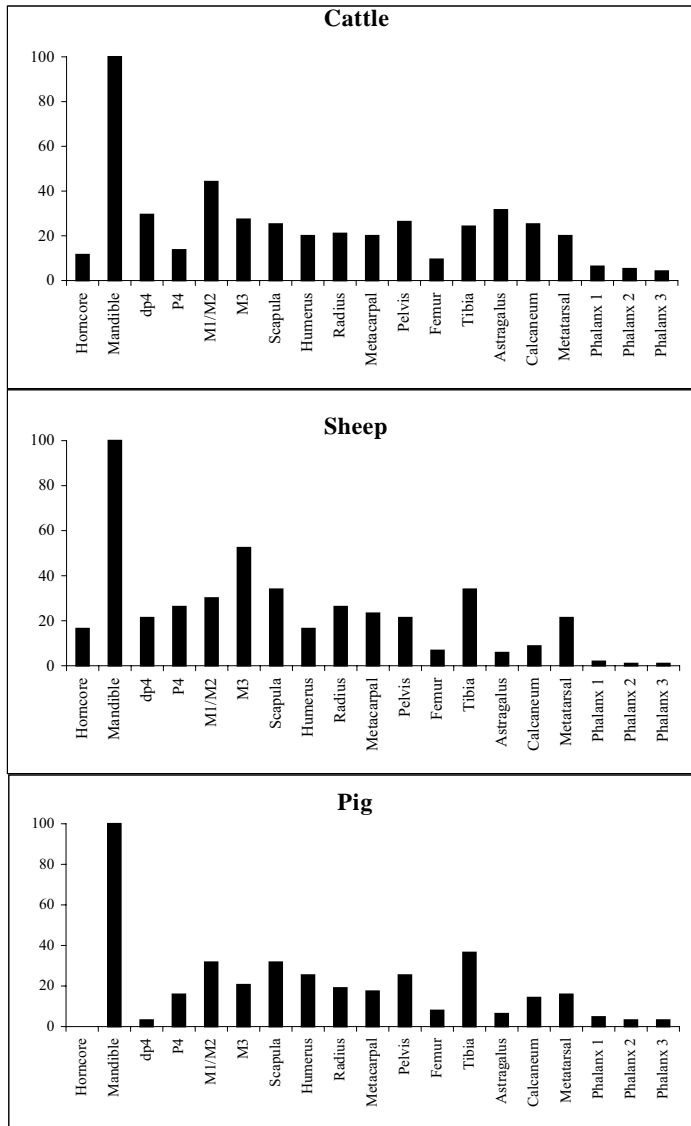 Cattle
100
80
60
40
20
0
Horncore
Mandible
dp4
P4
M1/M2
M3
Scapula
Humerus
Radius
Metacarpal
Pelvis
Femur
Tibia
Astragalus
Calcaneum
Metatarsal
Phalanx 1
Phalanx 2
Phalanx 3
Sheep
100
80
60
40
20
0
Horncore
Mandible
dp4
P4
M1/M2
M3
Scapula
Humerus
Radius
Metacarpal
Pelvis
Femur
Tibia
Astragalus
Calcaneum
Metatarsal
Phalanx 1
Phalanx 2
Phalanx 3
Pig
100
80
60
40
20
0
Horncore
Mandible
dp4
P4
M1/M2
M3
Scapula
Humerus
Radius
Metacarpal
Pelvis
Femur
Tibia
Astragalus
Calcaneum
Metatarsal
Phalanx 1
Phalanx 2
Phalanx 3